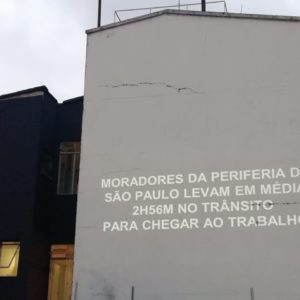 MORADORES DA PERIFERIA D
SÃO PAULO LEVAM EM MÉDIA
2H56M NO TRÂNSITO
PARA CHEGAR AO TRABALHO